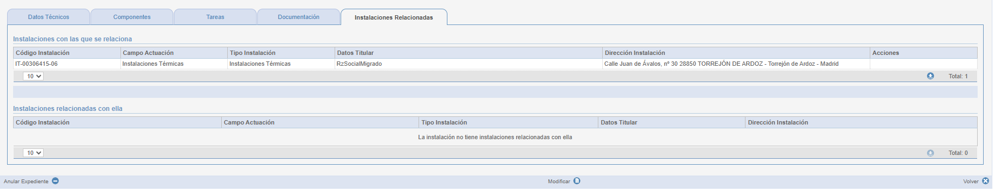 Datos Técnicos Componentes Tareas Documentación Instalaciones Relacionadas
Instalaciones con las que se relaciona
Código Instalación Campo Actuación Tipo Instalación Datos Titular Dirección Instalación Acciones
IT-00306415-06 Instalaciones Térmicas Instalaciones Térmicas RzSocialMigrado Calle Juan de Ávalos, nº 30 28850 TORREJÓN DE ARDOZ - Torrejón de Ardoz - Madrid
10 Total: 1
Instalaciones relacionadas con ella
Código Instalación Campo Actuación Tipo Instalación Datos Titular Dirección Instalación
La instalación no tiene instalaciones relacionadas con ella
10 Total: 0
Anular Expediente Modificar Volver